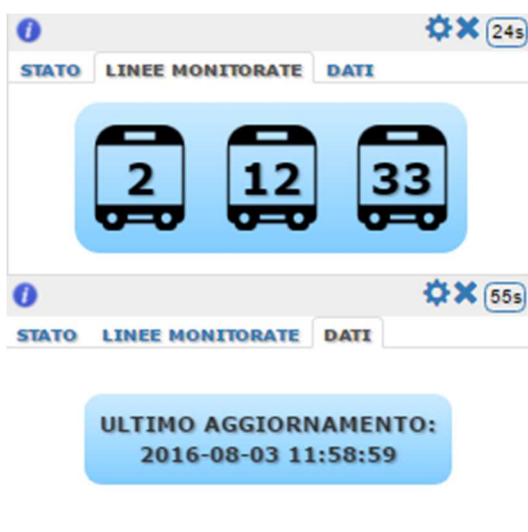 i
24s
STATO LINEE MONITORATE DATI
2 12 33
i
55s
STATO LINEE MONITORATE DATI
ULTIMO AGGIORNAMENTO:
2016-08-03 11:58:59